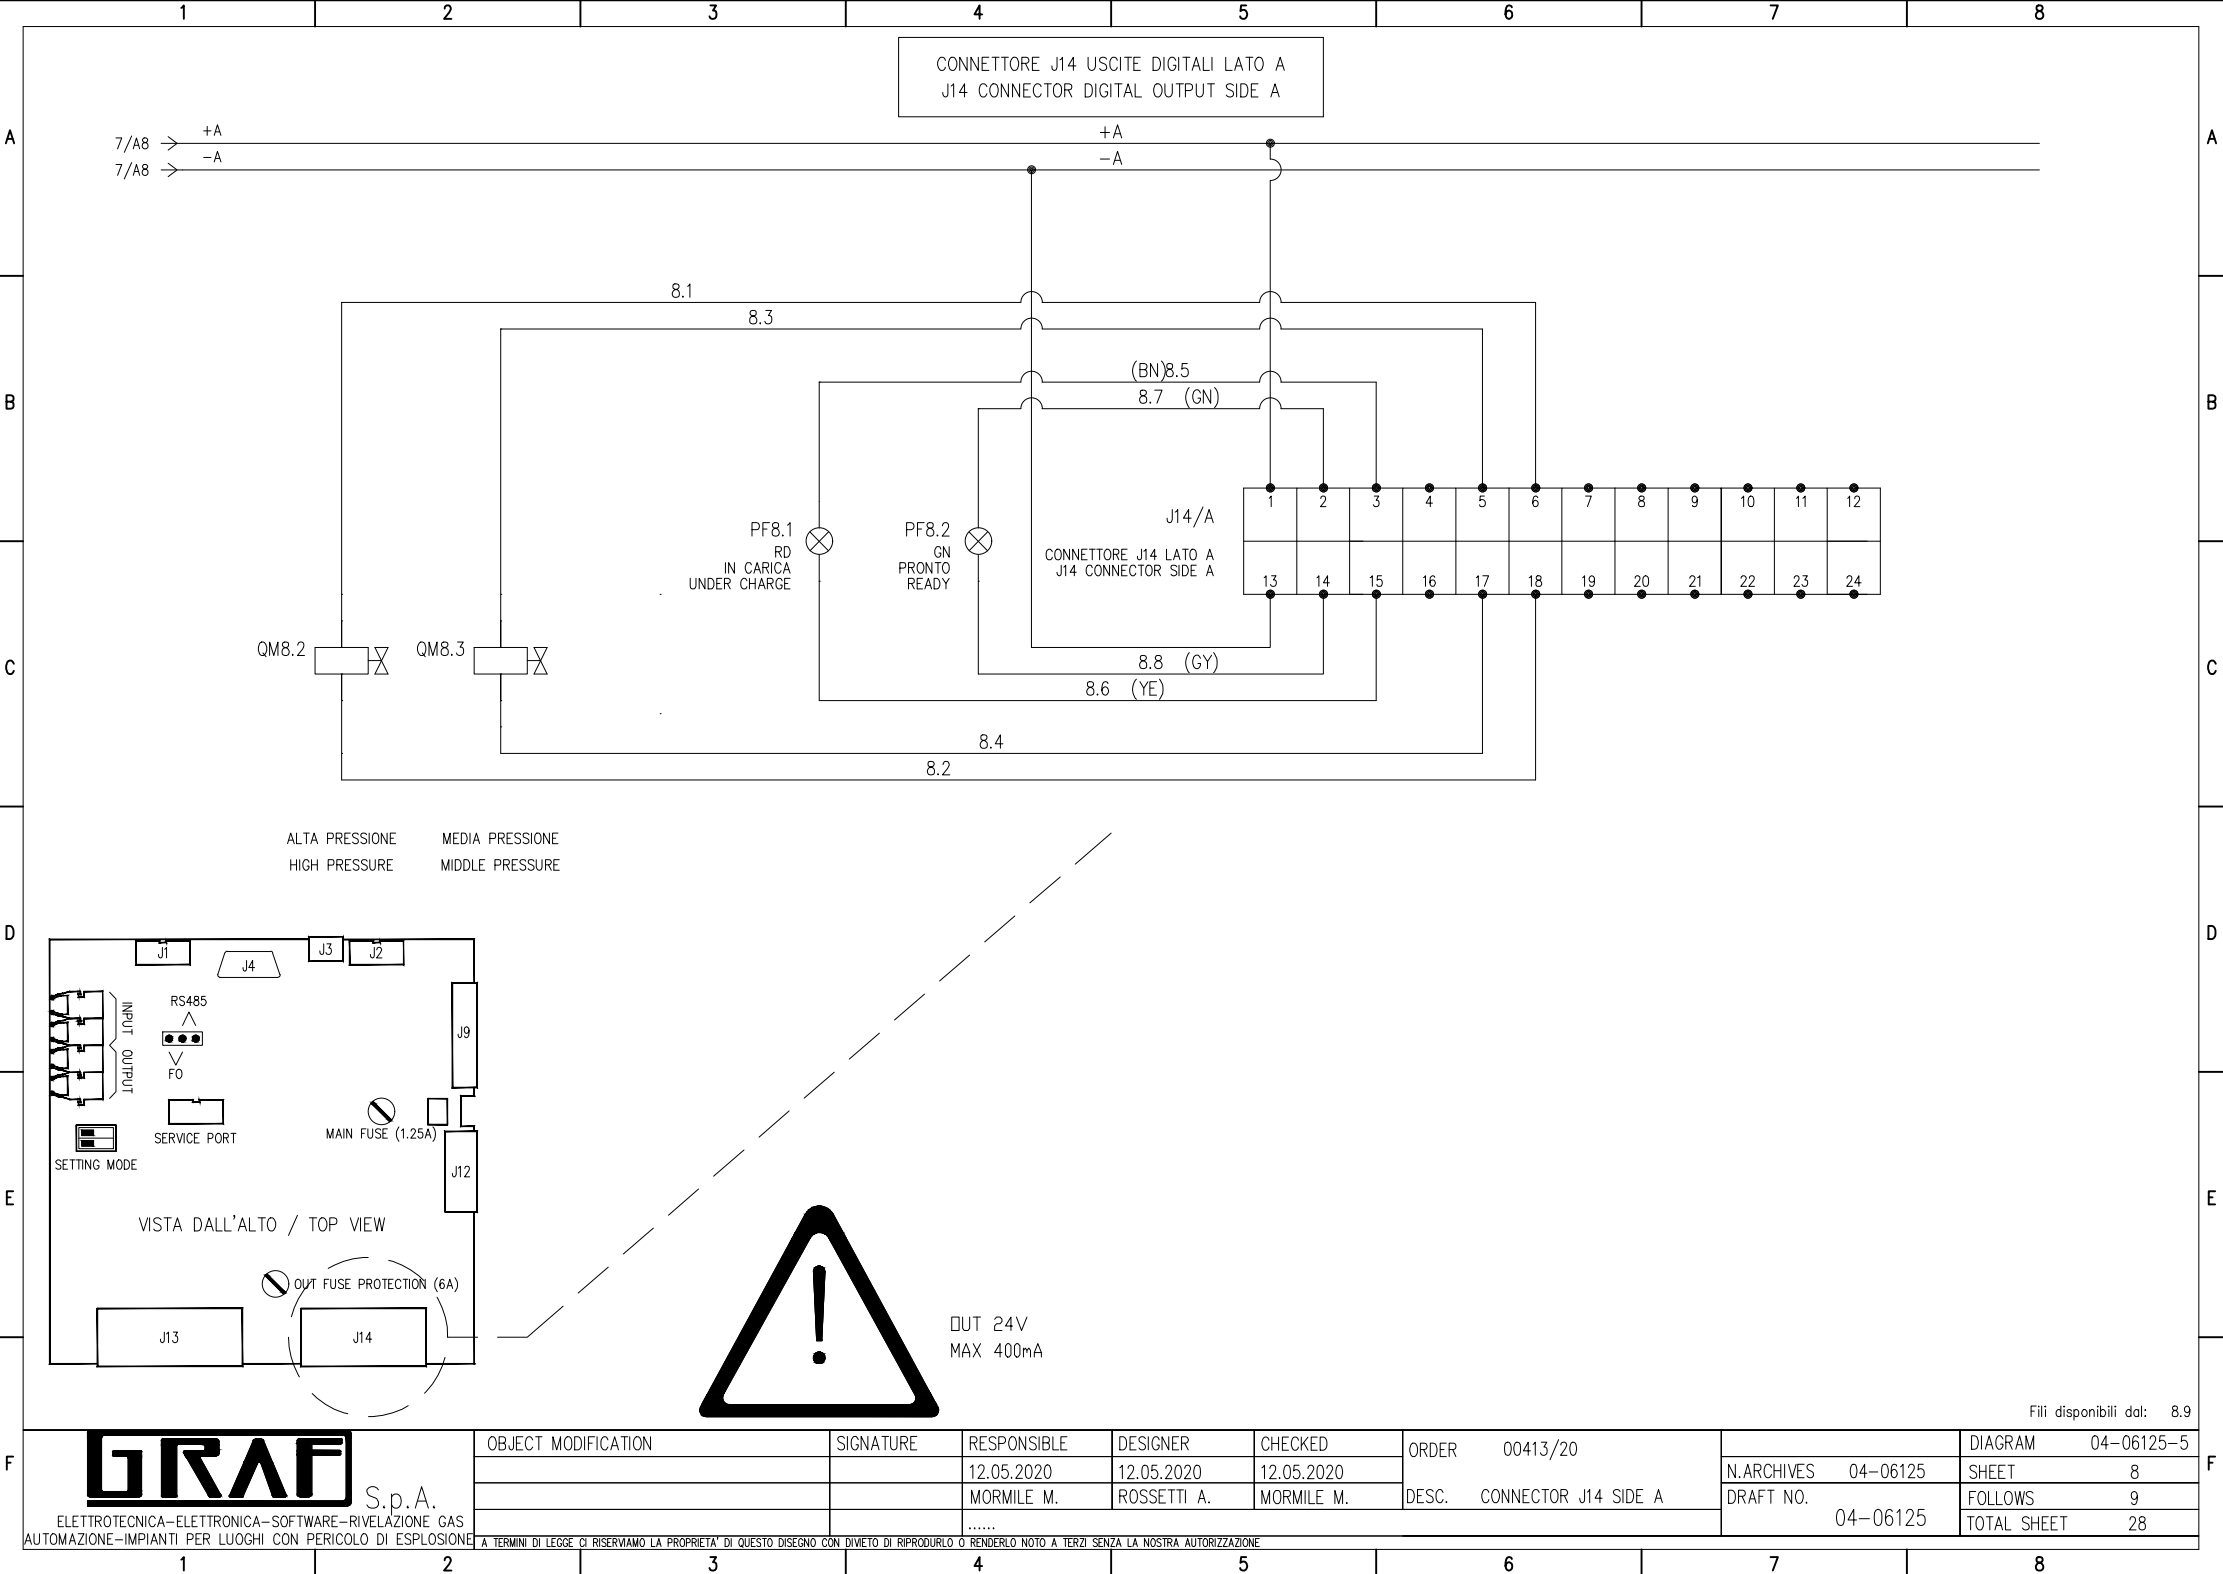 1 2 3 4 5 6 7 8
CONNETTORE J14 USCITE DIGITALI LATO A
J14 CONNECTOR DIGITAL OUTPUT SIDE A
A
A
7/A8
+A
+A
7/A8
-A
-A
8.1
8.3
(BN)8.5
8.7 (GN)
B
B
1 2 3 4 5 6 7 8 9 10 11 12
J14/A
CONNETTORE J14 LATO A
J14 CONNECTOR SIDE A
13 14 15 16 17 18 19 20 21 22 23 24
PF8.1
RD
IN CARICA
UNDER CHARGE
PF8.2
GN
PRONTO
READY
QM8.2
QM8.3
C
C
8.8 (GY)
8.6 (YE)
8.4
8.2
ALTA PRESSIONE
HIGH PRESSURE
MEDIA PRESSIONE
MIDDLE PRESSURE
D
D
J1
J4
J3
J2
RS485
INPUT
OUTPUT
FO
J9
SERVICE PORT
MAIN FUSE (1.25A)
SETTING MODE
J12
E
E
VISTA DALL'ALTO / TOP VIEW
OUT FUSE PROTECTION (6A)
J13
J14
!
OUT 24V
MAX 400mA
Fili disponibili dal: 8.9
F
F
GRAF S.p.A.
ELETTROTECNICA-ELETTRONICA-SOFTWARE-RIVELAZIONE GAS
AUTOMAZIONE-IMPIANTI PER LUOGHI CON PERICOLO DI ESPLOSIONE
OBJECT MODIFICATION
SIGNATURE
RESPONSIBLE
DESIGNER
CHECKED
12.05.2020
12.05.2020
12.05.2020
MORMILE M.
ROSSETTI A.
MORMILE M.
......
ORDER 00413/20
DESC. CONNECTOR J14 SIDE A
N.ARCHIVES 04-06125
DRAFT NO.
04-06125
DIAGRAM 04-06125-5
SHEET 8
FOLLOWS 9
TOTAL SHEET 28
A TERMINI DI LEGGE CI RISERVIAMO LA PROPRIETA' DI QUESTO DISEGNO CON DIVIETO DI RIPRODURLO O RENDERLO NOTO A TERZI SENZA LA NOSTRA AUTORIZZAZIONE
1 2 3 4 5 6 7 8